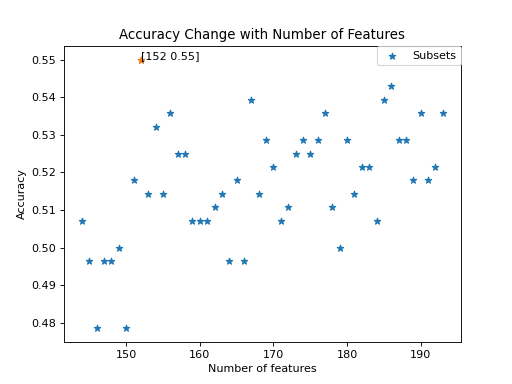 Accuracy Change with Number of Features
[152 0.55]
Subsets
0.55
0.54
0.53
0.52
0.51
0.50
0.49
0.48
Accuracy
150 160 170 180 190
Number of features